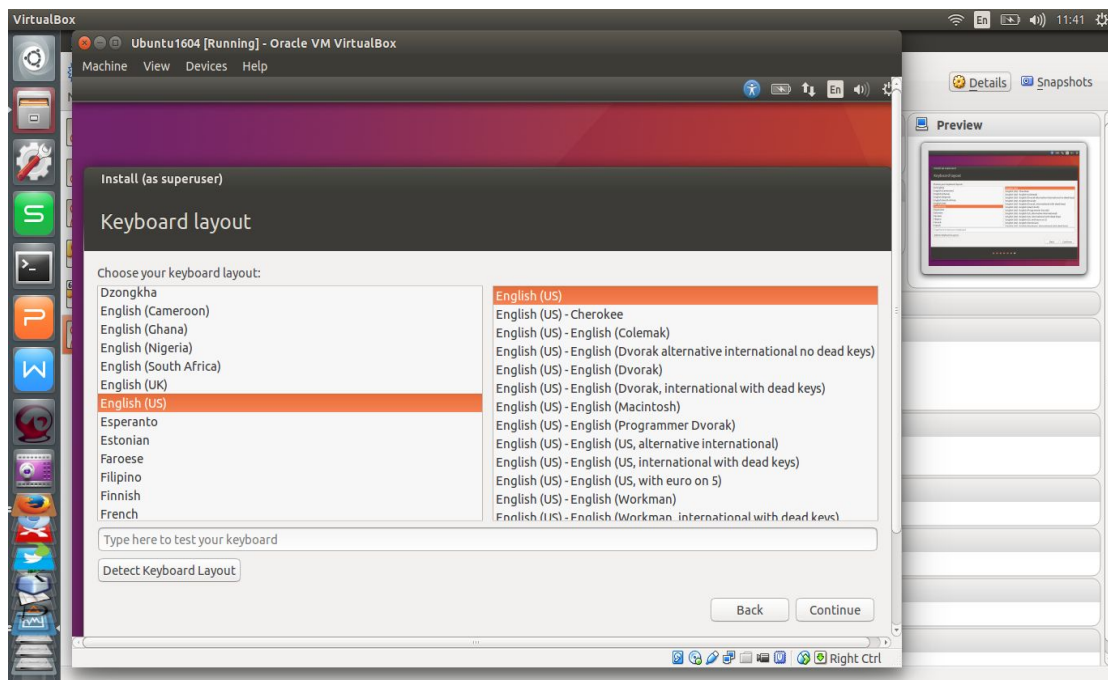 VirtualBox
En
11:41
Ubuntu1604 [Running] - Oracle VM VirtualBox
Machine View Devices Help
En
Details Snapshots
Preview
Install (as superuser)
Keyboard layout
Choose your keyboard layout:
Dzongkha
English (Cameroon)
English (Ghana)
English (Nigeria)
English (South Africa)
English (UK)
English (US)
Esperanto
Estonian
Faroese
Filipino
Finnish
French
English (US)
English (US) - Cherokee
English (US) - English (Colemak)
English (US) - English (Dvorak alternative international no dead keys)
English (US) - English (Dvorak)
English (US) - English (Dvorak, international with dead keys)
English (US) - English (Macintosh)
English (US) - English (Programmer Dvorak)
English (US) - English (US, alternative international)
English (US) - English (US, international with dead keys)
English (US) - English (US, with euro on 5)
English (US) - English (Workman)
English (US) - English (Workman, international with dead keys)
Type here to test your keyboard
Detect Keyboard Layout
Back Continue
Right Ctrl